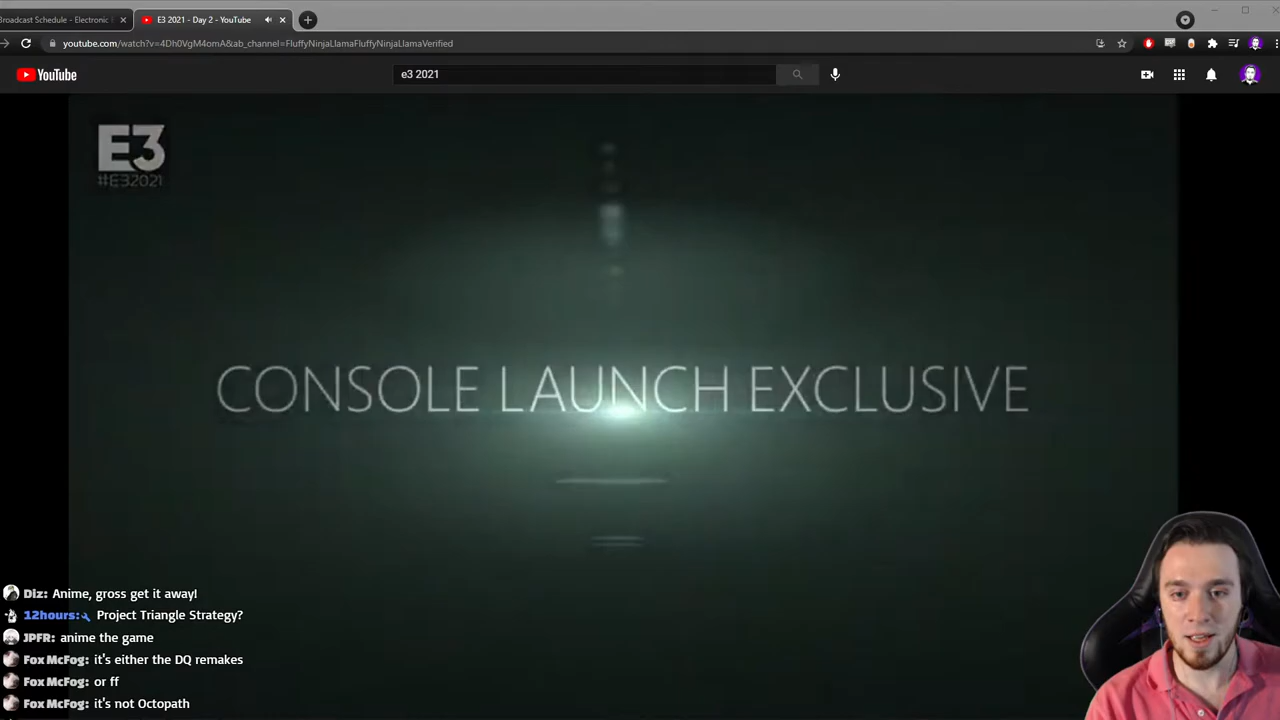 Broadcast Schedule - Electronic
E3 2021 - Day 2 - YouTube
youtube.com/watch?v=4Dh0VgM4omA&ab_channel=FluffyNinjaLlamaFluffyNinjaLlamaVerified
YouTube
e3 2021
E3
#E32021
CONSOLE LAUNCH EXCLUSIVE
Diz: Anime, gross get it away!
12hours: Project Triangle Strategy?
JPFR: anime the game
Fox McFog: it's either the DQ remakes
Fox McFog: or ff
Fox McFog: it's not Octopath